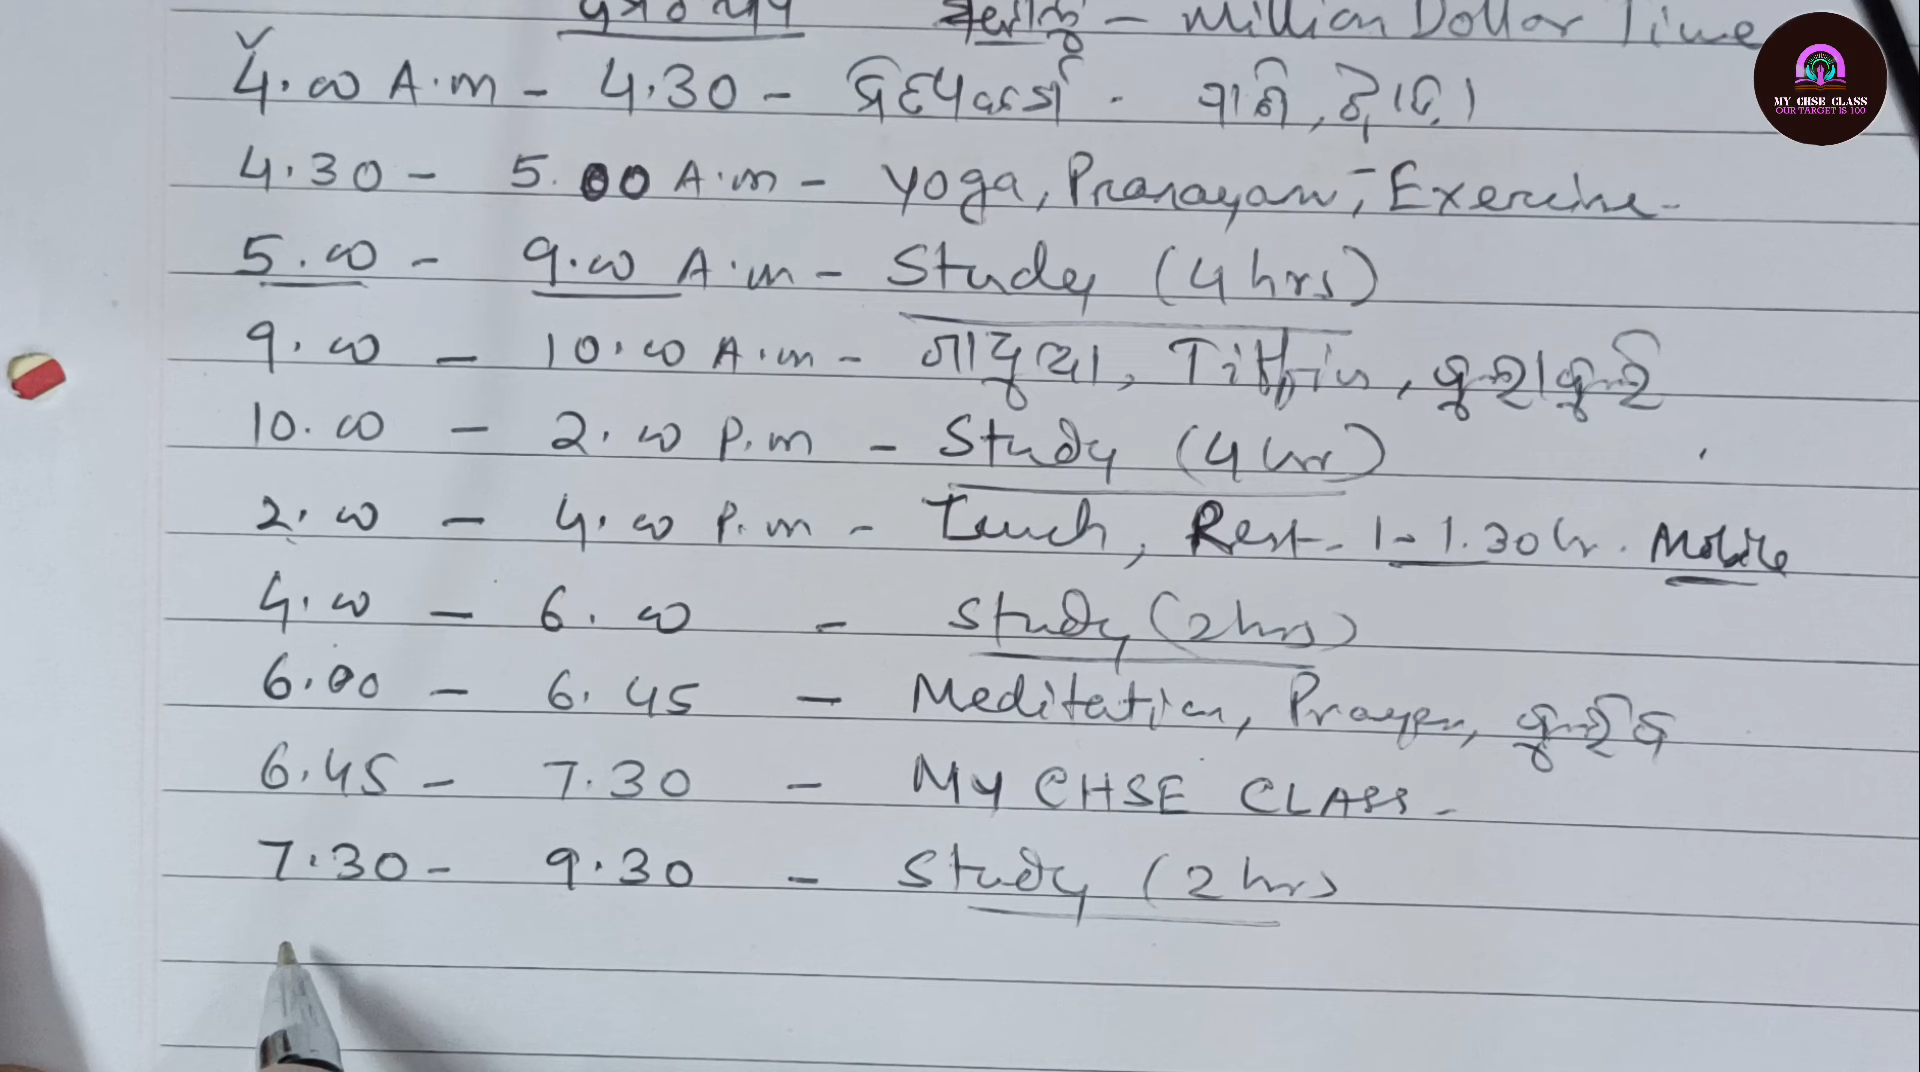 – Million Dollar Time
MY CHSE CLASS
OUR TARGET IS 100
4.00 A.m – 4.30 –
4.30 – 5.00 A.m – Yoga, Pranayam, Exercise –
5.00 – 9.00 A.m – Study (4 hrs)
9.00 – 10.00 A.m – ଗାଧୁଆ, Tiffin,
10.00 – 2.00 P.m – Study (4 hr)
2.00 – 4.00 P.m – Lunch, Rest – 1 – 1.30 hr. Mobile
4.00 – 6.00 – Study (2 hrs)
6.00 – 6.45 – Meditation, Prayer,
6.45 – 7.30 – MY CHSE CLASS –
7.30 – 9.30 – Study (2 hrs